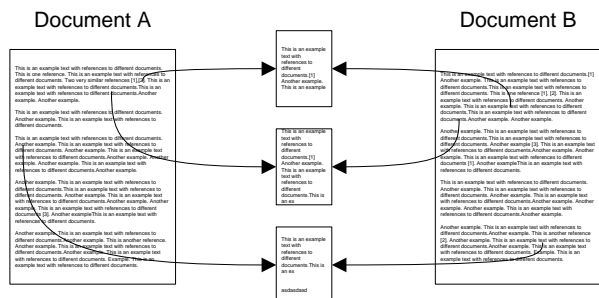 Document A
Document B
This is an example text with references to different documents.
This is one reference. This is an example text with references to
different documents. Two very similar references [1],[2]. This is an
example text with references to different documents.This is an
example text with references to different documents.Another
example. Another example.
This is an example text with references to different documents.
Another example. This is an example text with references to
different documents.
This is an example text with references to different documents.
Another example. This is an example text with references to
different documents. Another example. This is an example text
with references to different documents.Another example. Another
example. Another example. This is an example text with
references to different documents.Another example.
Another example. This is an example text with references to
different documents. Another example. This is an example text
with references to different documents.Another example. Another
example. This is an example text with references to different
documents [3]. Another exampleThis is an example text with
references to different documents.
Another example. This is an example text with references to
different documents.Another example. This is another reference.
Another example. This is an example text with references to
different documents.Another example. This is an example text
with references to different documents. Example. This is an
example text with references to different documents.
This is an example
text with
references to
different
documents.[1]
Another example.
This is an example
This is an example
text with
references to
different
documents.[1]
Another example.
This is an example
text with
references to
different
documents.This is
an ex
This is an example
text with
references to
different
documents.This is
an ex
asdasdasd
This is an example text with references to different documents.[1]
Another example. This is an example text with references to
different documents.This is an example text with references to
different documents. This is one reference [1], [2]. This is an
example text with references to different documents. Another
example. This is an example text with references to different
documents.This is an example text with references to different
documents.Another example. Another example.
Another example. This is an example text with references to
different documents.This is an example text with references to
different documents. Another example [3]. This is an example text
with references to different documents.Another example. Another
example. This is an example text with references to different
documents [1]. Another exampleThis is an example text with
references to different documents.
This is an example text with references to different documents.
Another example. This is an example text with references to
different documents. Another example. This is an example text
with references to different documents.Another example. Another
example. Another example. This is an example text with
references to different documents.Another example.
Another example. This is an example text with references to
different documents.Another example. This is another reference
[2]. Another example. This is an example text with references to
different documents.Another example. This is an example text
with references to different documents. Example. This is an
example text with references to different documents.